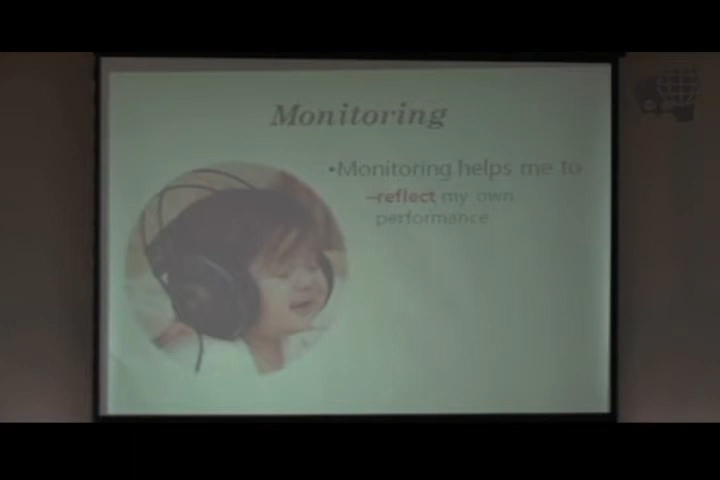 Monitoring
•Monitoring helps me to
–reflect my own
performance